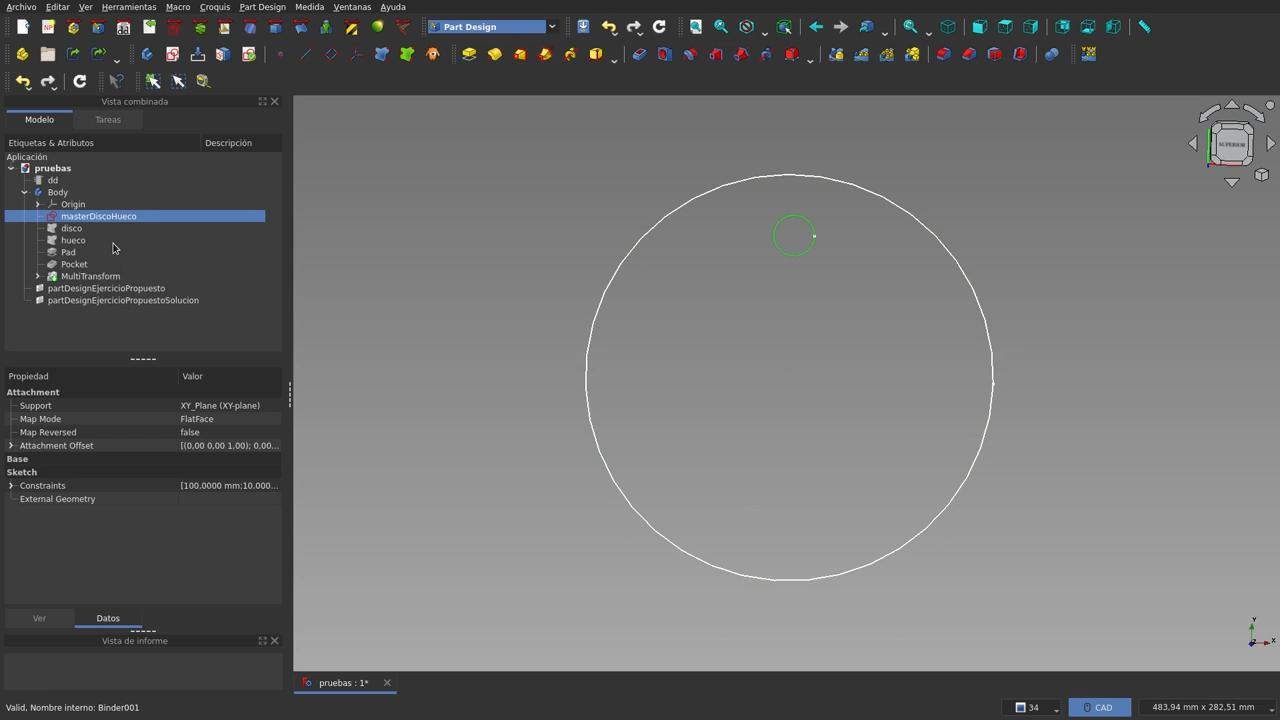 Archivo Editar Ver Herramientas Macro Croquis Part Design Medida Ventanas Ayuda
Part Design
Vista combinada
Modelo Tareas
Etiquetas & Atributos Descripción
Aplicación
pruebas
dd
Body
Origin
masterDiscoHueco
disco
hueco
Pad
Pocket
MultiTransform
partDesignEjercicioPropuesto
partDesignEjercicioPropuestoSolucion
Propiedad Valor
Attachment
Support XY_Plane (XY-plane)
Map Mode FlatFace
Map Reversed false
Attachment Offset [(0,00 0,00 1,00); 0,00...
Base
Sketch
Constraints [100.0000 mm;10.000...
External Geometry
Ver Datos
Vista de informe
SUPERIOR
Y
Z X
pruebas : 1*
Valid, Nombre interno: Binder001 34 CAD 483,94 mm x 282,51 mm